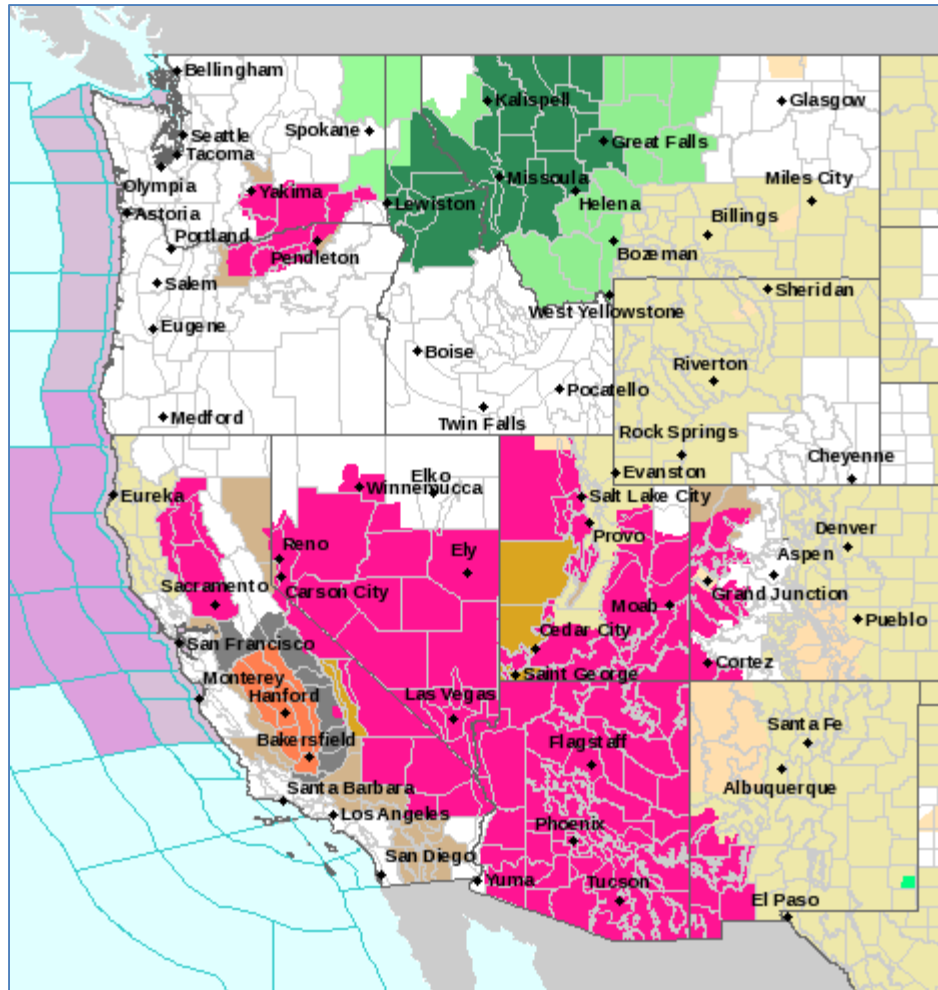 Bellingham
Kalispell
Glasgow
Spokane
Seattle
Great Falls
Tacoma
Missoula
Miles City
Olympia
Yakima
Lewiston
Helena
Astoria
Billings
Portland
Pendleton
Bozeman
Salem
Sheridan
West Yellowstone
Eugene
Boise
Riverton
Pocatello
Medford
Twin Falls
Rock Springs
Elko
Cheyenne
Evanston
Winnemucca
Eureka
Salt Lake City
Provo
Denver
Reno
Ely
Aspen
Sacramento
Carson City
Grand Junction
Moab
Pueblo
San Francisco
Cedar City
Cortez
Monterey
Saint George
Hanford
Las Vegas
Santa Fe
Bakersfield
Flagstaff
Albuquerque
Santa Barbara
Los Angeles
Phoenix
San Diego
Yuma
Tucson
El Paso